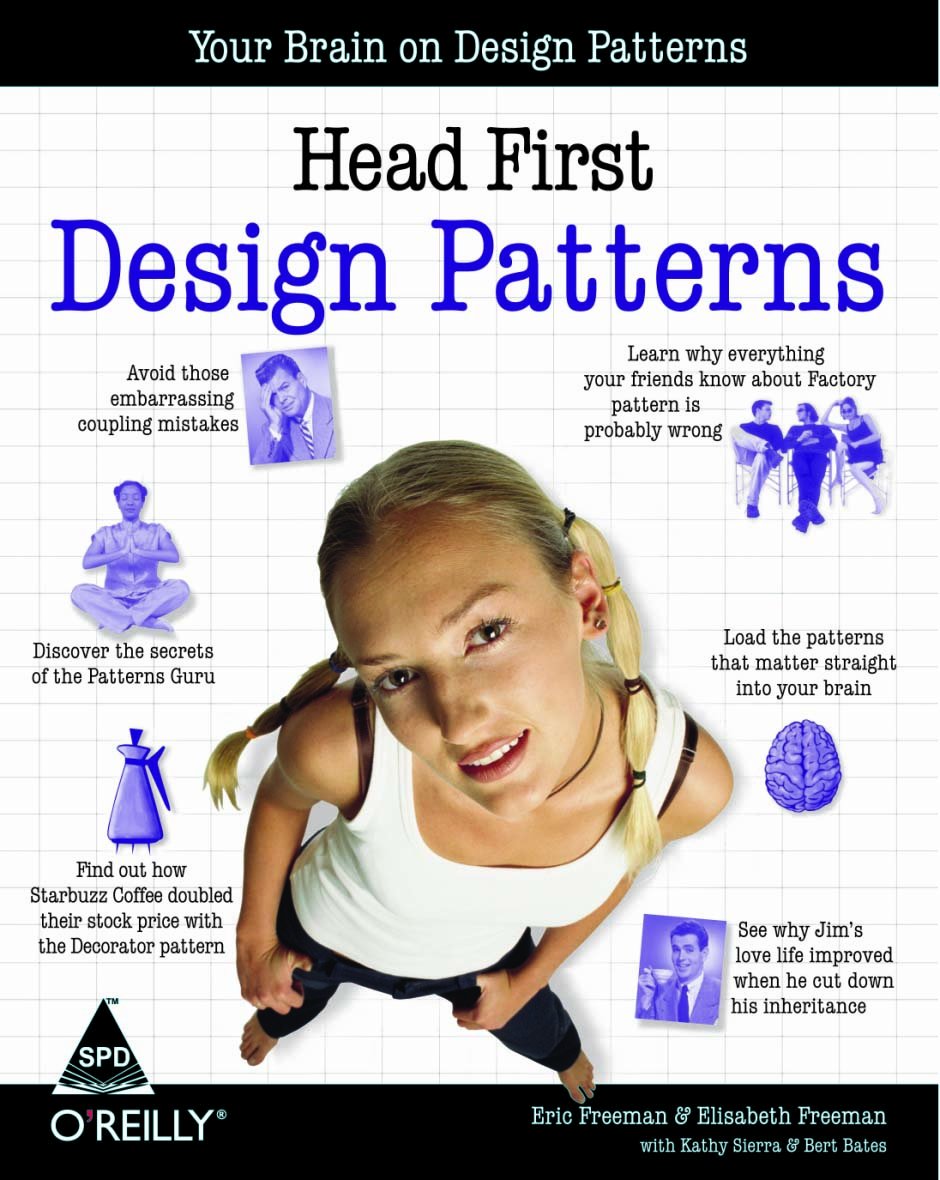 Your Brain on Design Patterns
Head First
Design Patterns
Avoid those
embarrassing
coupling mistakes
Learn why everything
your friends know about Factory
pattern is
probably wrong
Discover the secrets
of the Patterns Guru
Load the patterns
that matter straight
into your brain
Find out how
Starbuzz Coffee doubled
their stock price with
the Decorator pattern
See why Jim's
love life improved
when he cut down
his inheritance
TM
SPD
O'REILLY®
Eric Freeman & Elisabeth Freeman
with Kathy Sierra & Bert Bates